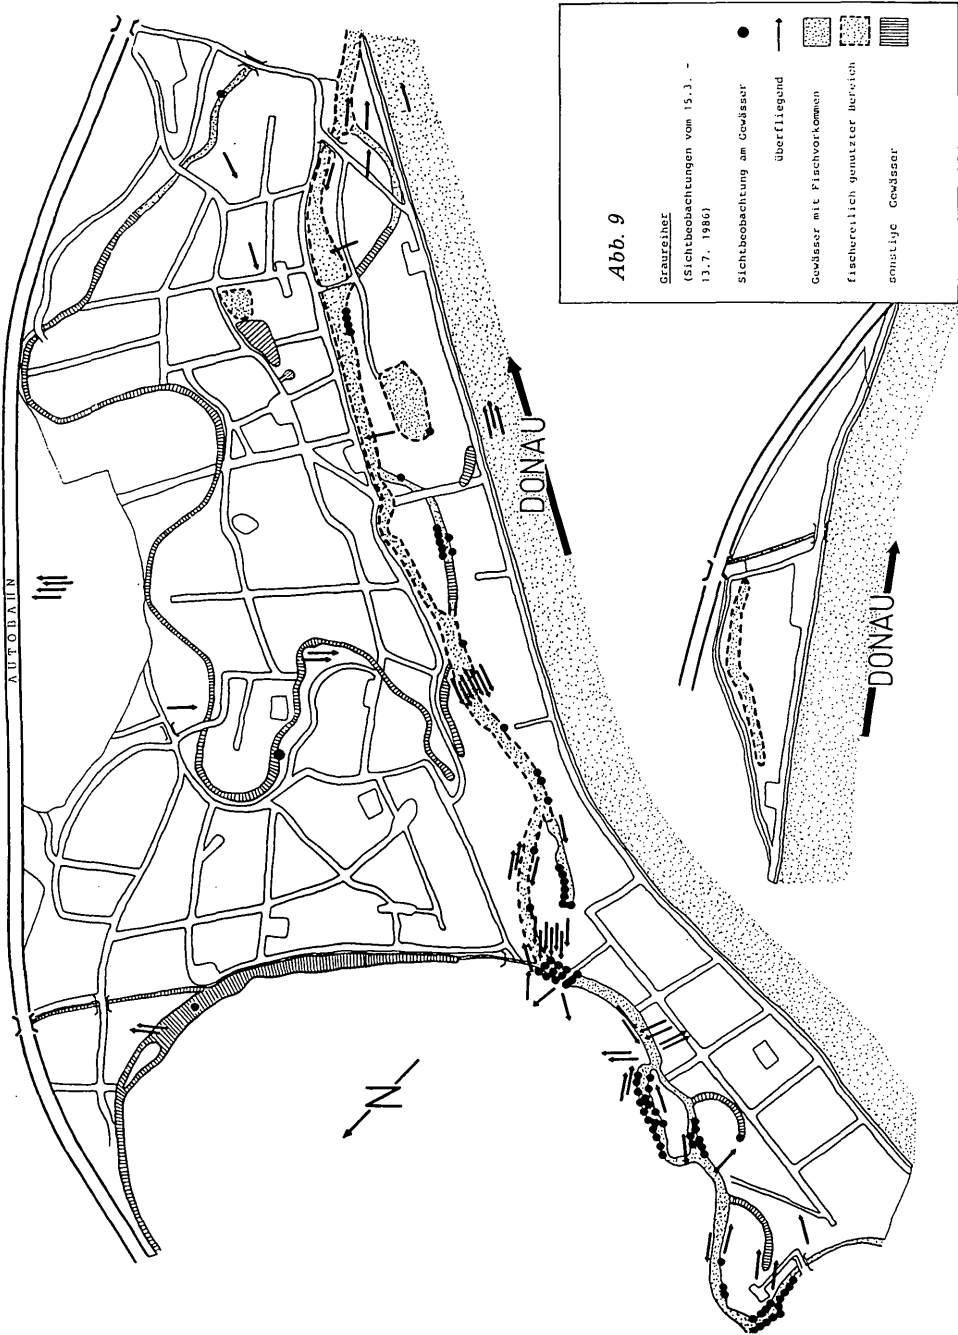 AUTOBAHN
DONAU
DONAU
N
Abb. 9
Graureiher
(Sichtbeobachtungen vom 15.3. -
13.7. 1986)
Sichtbeobachtung am Gewässer
überfliegend
Gewässer mit Fischvorkommen
fischereilich genutzter Bereich
sonstige Gewässer